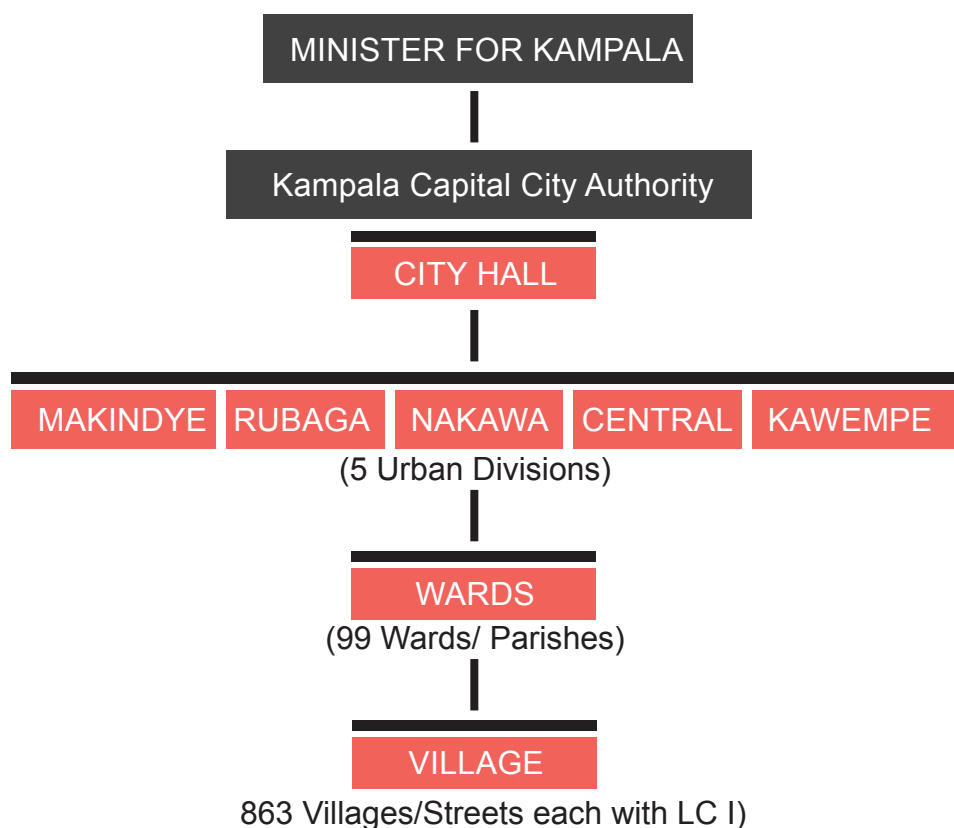 MINISTER FOR KAMPALA
Kampala Capital City Authority
CITY HALL
MAKINDYE RUBAGA NAKAWA CENTRAL KAWEMPE
(5 Urban Divisions)
WARDS
(99 Wards/ Parishes)
VILLAGE
863 Villages/Streets each with LC I)